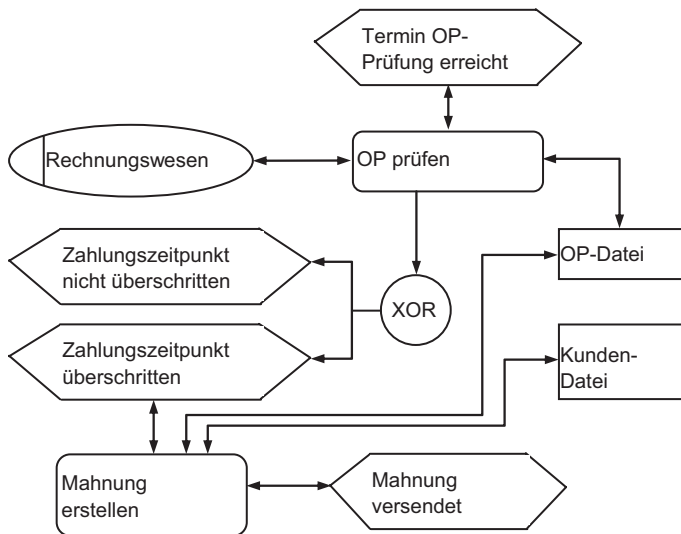 Termin OP-
Prüfung erreicht
Rechnungswesen
OP prüfen
Zahlungszeitpunkt
nicht überschritten
XOR
OP-Datei
Zahlungszeitpunkt
überschritten
Kunden-
Datei
Mahnung
erstellen
Mahnung
versendet